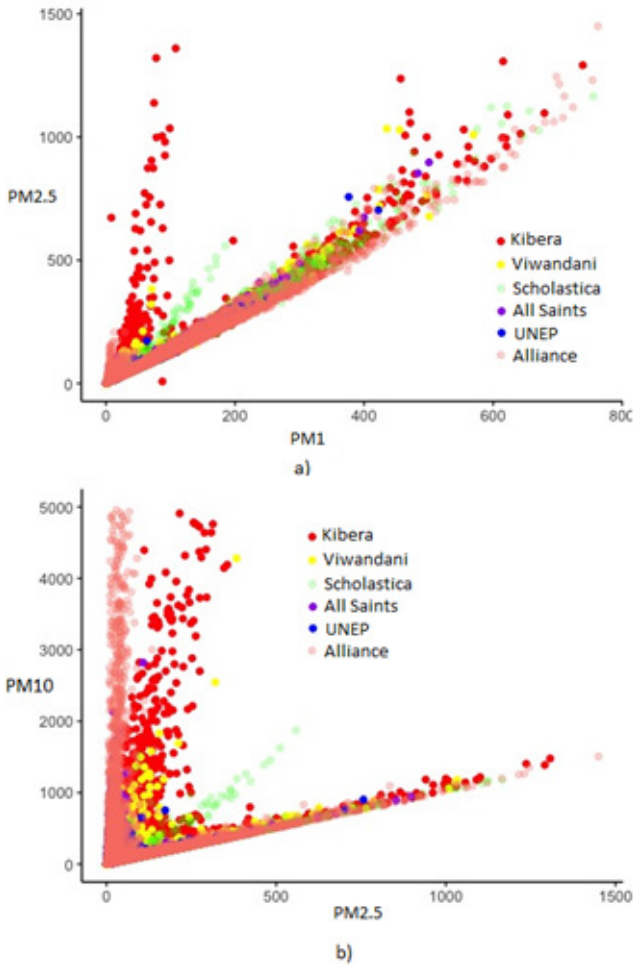 1500
1000
PM2.5
500
0
Kibera
Viwandani
Scholastica
All Saints
UNEP
Alliance
0 200 400 600 800
PM1
a)
5000
4000
3000
PM10
2000
1000
0
Kibera
Viwandani
Scholastica
All Saints
UNEP
Alliance
0 500 1000 1500
PM2.5
b)